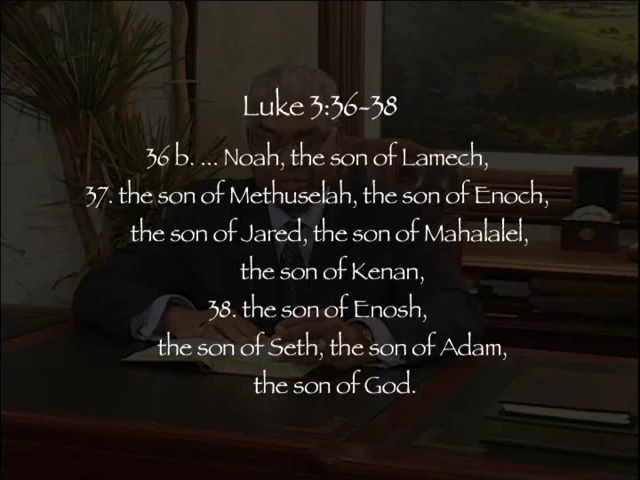 Luke 3:36-38
36 b. ... Noah, the son of Lamech,
37. the son of Methuselah, the son of Enoch,
the son of Jared, the son of Mahalalel,
the son of Kenan,
38. the son of Enosh,
the son of Seth, the son of Adam,
the son of God.